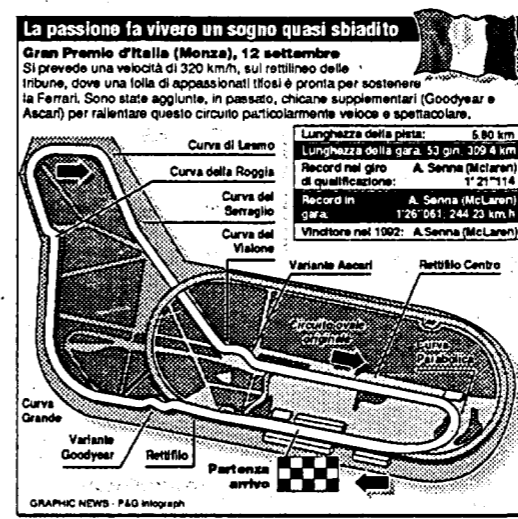 La passione fa vivere un sogno quasi sbiadito
Gran Premio d'Italia (Monza), 12 settembre
Si prevede una velocità di 320 km/h, sul rettilineo delle
tribune, dove una folla di appassionati tifosi è pronta per sostenere
la Ferrari. Sono state aggiunte, in passato, chicane supplementari (Goodyear e
Ascari) per rallentare questo circuito particolarmente veloce e spettacolare.
Lunghezza della pista: 5.80 km
Lunghezza della gara: 53 giri, 309.4 km
Record nel giro A. Senna (Mclaren)
di qualificazione: 1'21"114
Record in A. Senna (McLaren)
gara: 1'26"061; 244.23 km.h
Vincitore nel 1992: A. Senna (McLaren)
Curva di Lesmo
Curva della Roggia
Curva del
Serraglio
Curva del
Vialone
Variante Ascari
Rettifilo Centro
Circuito ovale
originale
Curva
Parabolica
Curva
Grande
Variante
Goodyear
Rettifilo
Partenza
arrivo
GRAPHIC NEWS - P&G Infograph